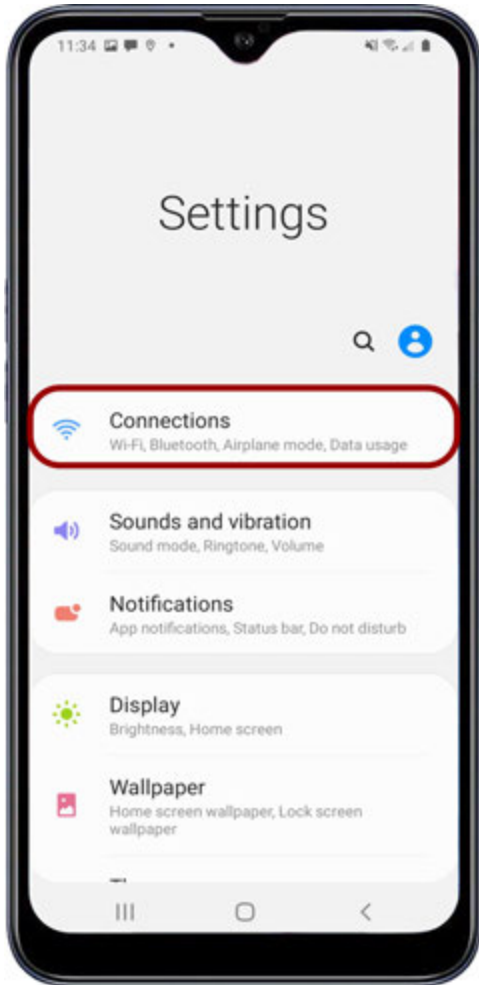 11:34
Settings
Connections
Wi-Fi, Bluetooth, Airplane mode, Data usage
Sounds and vibration
Sound mode, Ringtone, Volume
Notifications
App notifications, Status bar, Do not disturb
Display
Brightness, Home screen
Wallpaper
Home screen wallpaper, Lock screen
wallpaper